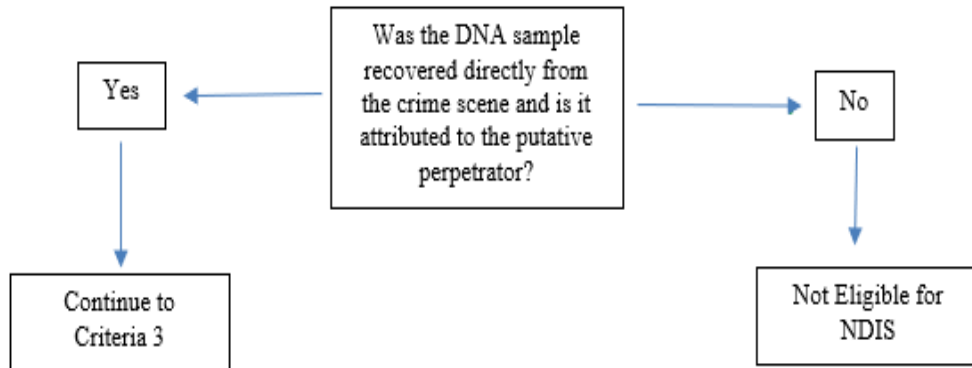 Was the DNA sample
recovered directly from
the crime scene and is it
attributed to the putative
perpetrator?
Yes
No
Continue to
Criteria 3
Not Eligible for
NDIS